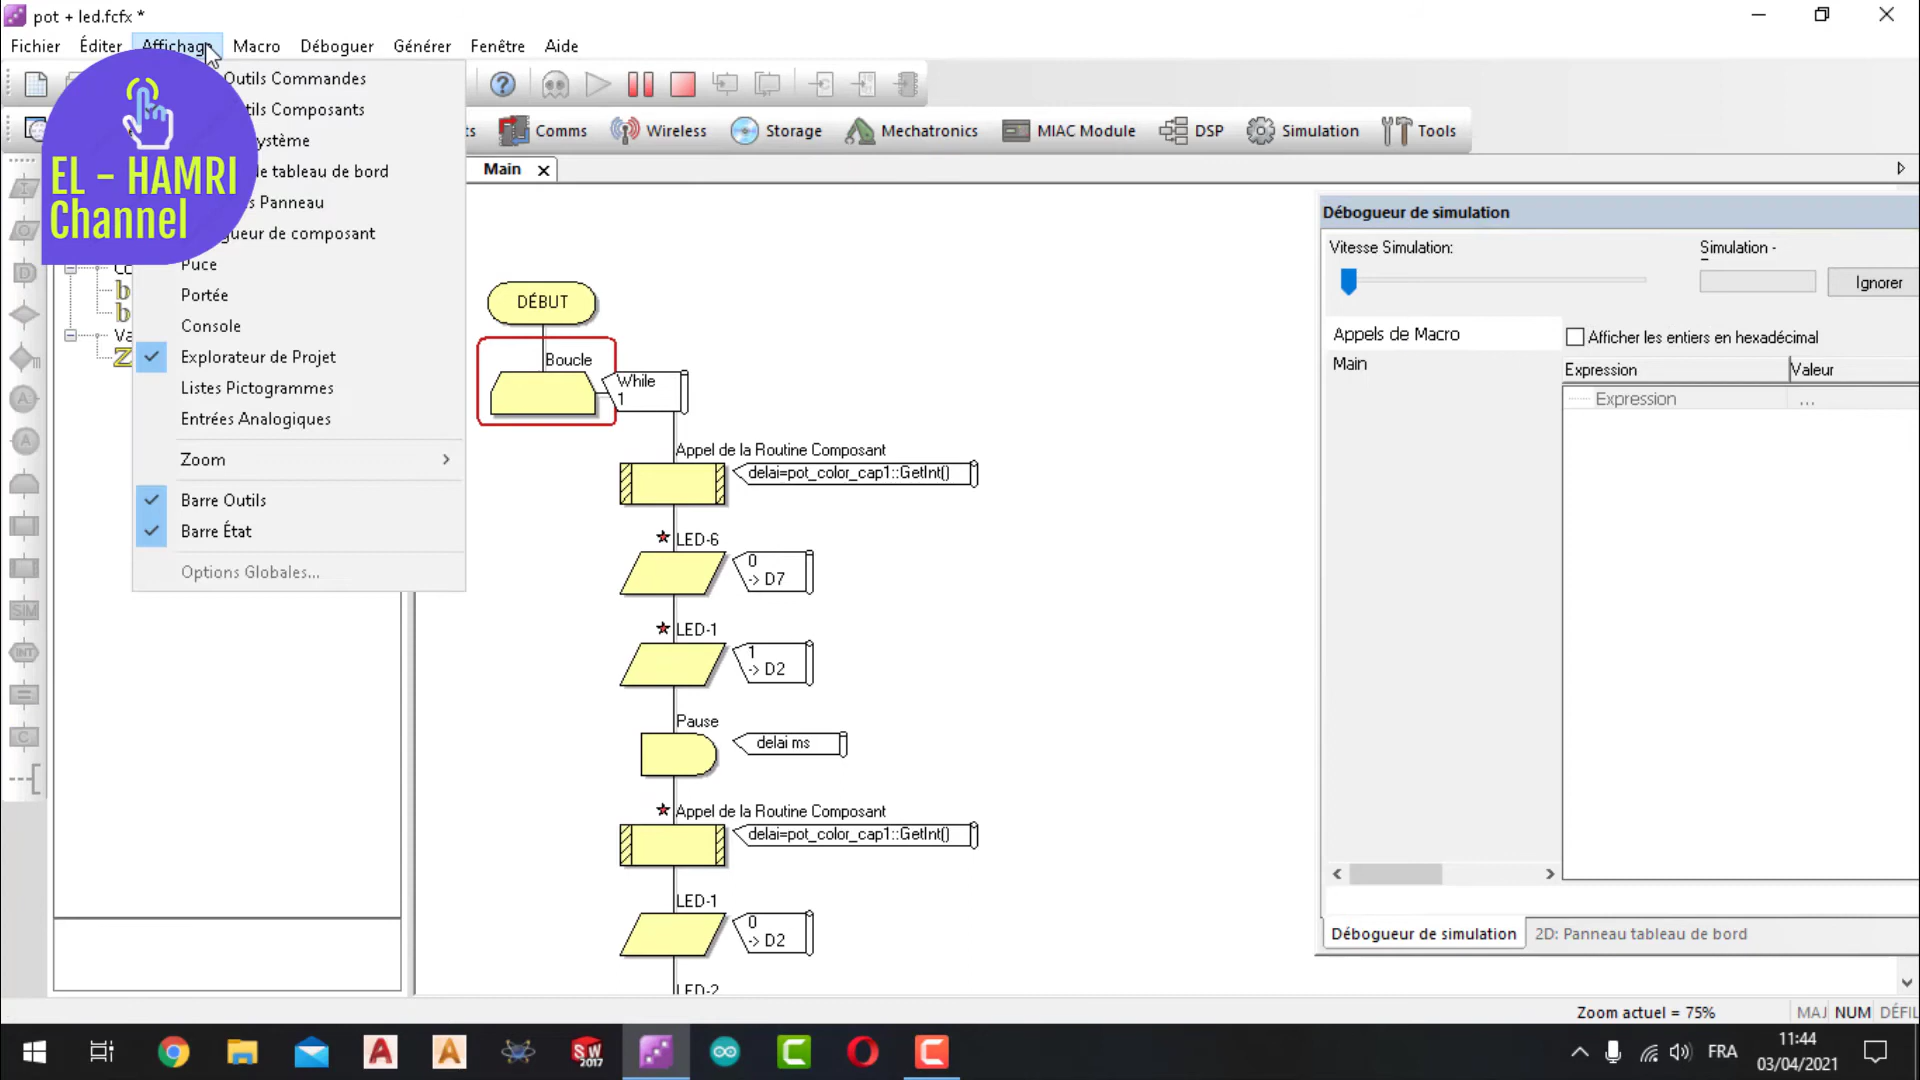 pot + led.fcfx *
Fichier Éditer Affichage Macro Déboguer Générer Fenêtre Aide
Outils Commandes
Composants
tableau de bord
Panneau
de composant
Puce
Portée
Console
Explorateur de Projet
Listes Pictogrammes
Entrées Analogiques
Zoom
Barre Outils
Barre État
Options Globales...
EL - HAMRI
Channel
Comms Wireless Storage Mechatronics MIAC Module DSP Simulation Tools
Main
DÉBUT
Boucle
While
1
Appel de la Routine Composant
delai=pot_color_cap1::GetInt()
LED-6
0
-> D7
LED-1
1
-> D2
Pause
delai ms
Appel de la Routine Composant
delai=pot_color_cap1::GetInt()
LED-1
0
-> D2
LED-2
Débogueur de simulation
Vitesse Simulation:
Simulation -
Ignorer
Appels de Macro
Main
Afficher les entiers en hexadécimal
Expression Valeur
Expression ...
Débogueur de simulation 2D: Panneau tableau de bord
SIM
INT
Zoom actuel = 75% MAJ NUM DÉFIL
SW
2017
FRA
11:44
03/04/2021